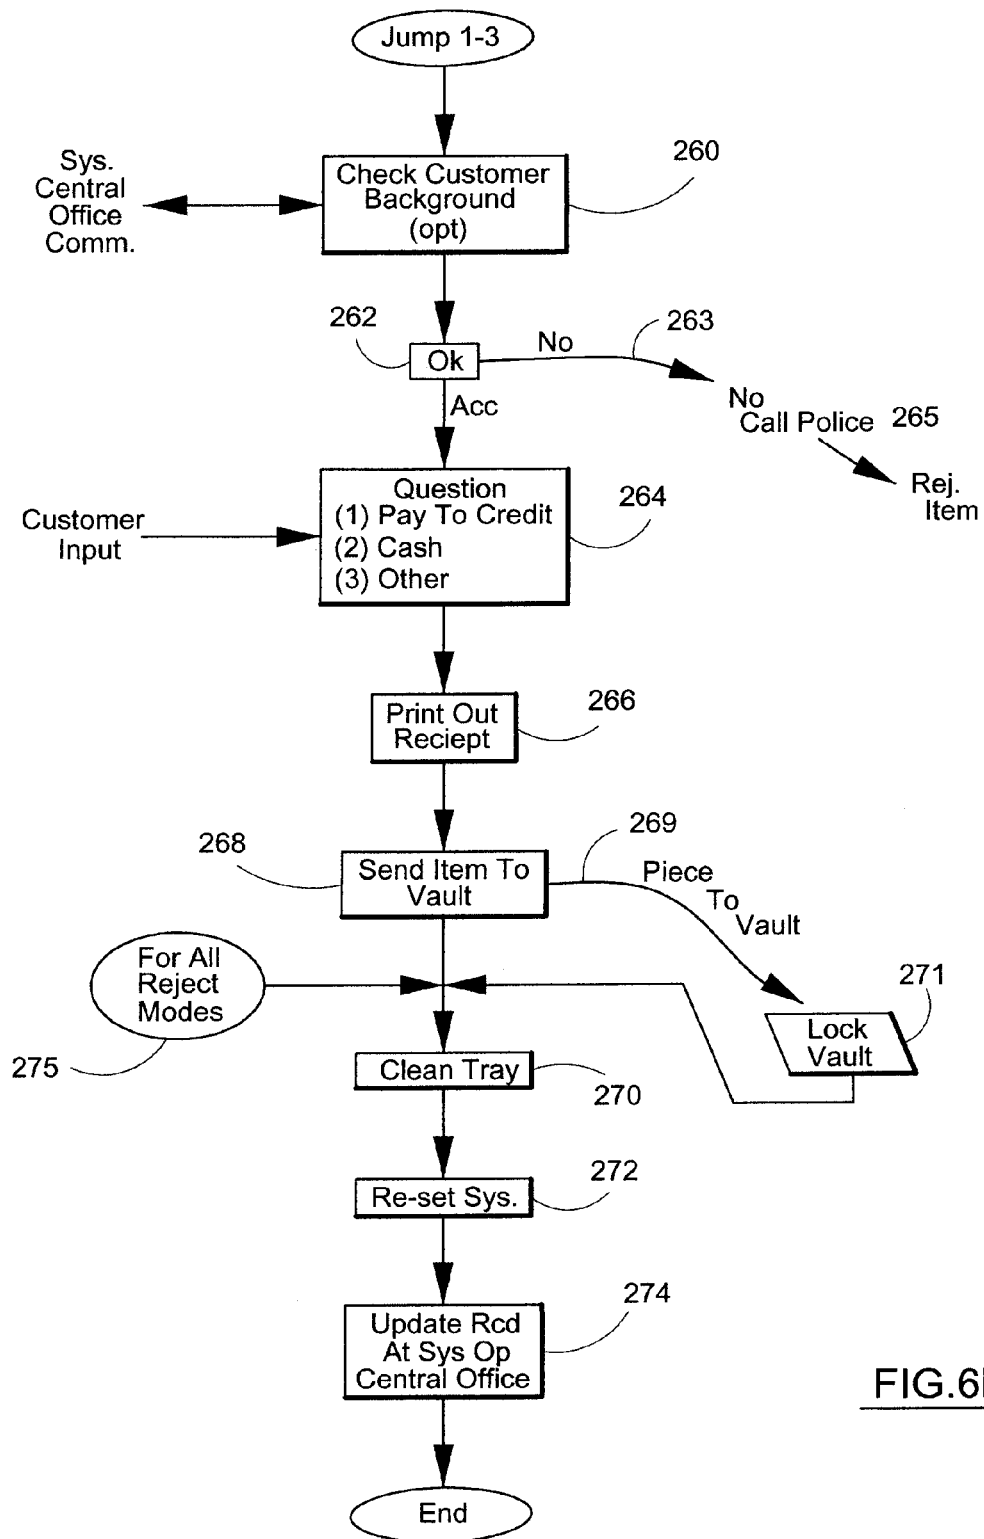 Jump 1-3
Sys.
Central
Office
Comm.
Check Customer
Background
(opt)
260
262
Ok
No
263
Acc
No
Call Police
265
Rej.
Item
Customer
Input
Question
(1) Pay To Credit
(2) Cash
(3) Other
264
Print Out
Reciept
266
268
Send Item To
Vault
269
Piece
To
Vault
For All
Reject
Modes
275
Lock
Vault
271
Clean Tray
270
Re-set Sys.
272
Update Rcd
At Sys Op
Central Office
274
FIG.6
End